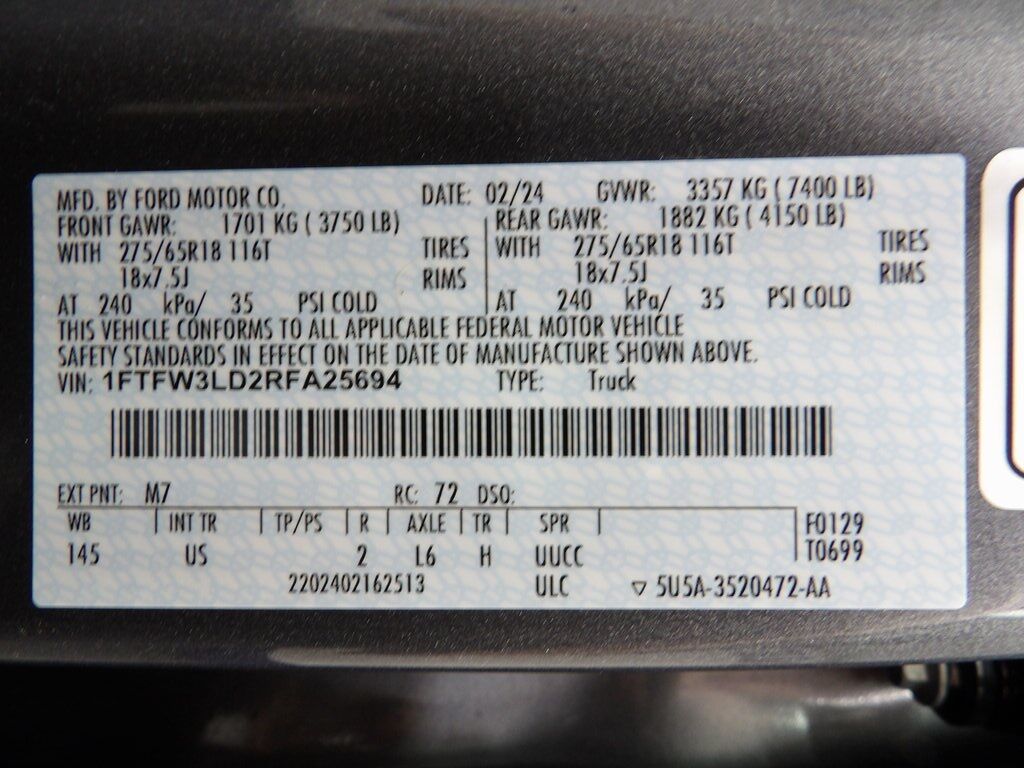 MFD. BY FORD MOTOR CO. DATE: 02/24 GVWR: 3357 KG ( 7400 LB)
FRONT GAWR: 1701 KG ( 3750 LB) REAR GAWR: 1882 KG ( 4150 LB)
WITH 275/65R18 116T TIRES WITH 275/65R18 116T TIRES
18x7.5J RIMS 18x7.5J RIMS
AT 240 kPa/ 35 PSI COLD AT 240 kPa/ 35 PSI COLD
THIS VEHICLE CONFORMS TO ALL APPLICABLE FEDERAL MOTOR VEHICLE
SAFETY STANDARDS IN EFFECT ON THE DATE OF MANUFACTURE SHOWN ABOVE.
VIN: 1FTFW3LD2RFA25694 TYPE: Truck
EXT PNT: M7 RC: 72 DSO:
WB INT TR TP/PS R AXLE TR SPR F0129
145 US 2 L6 H UUCC T0699
2202402162513 ULC ▽ 5U5A-3520472-AA